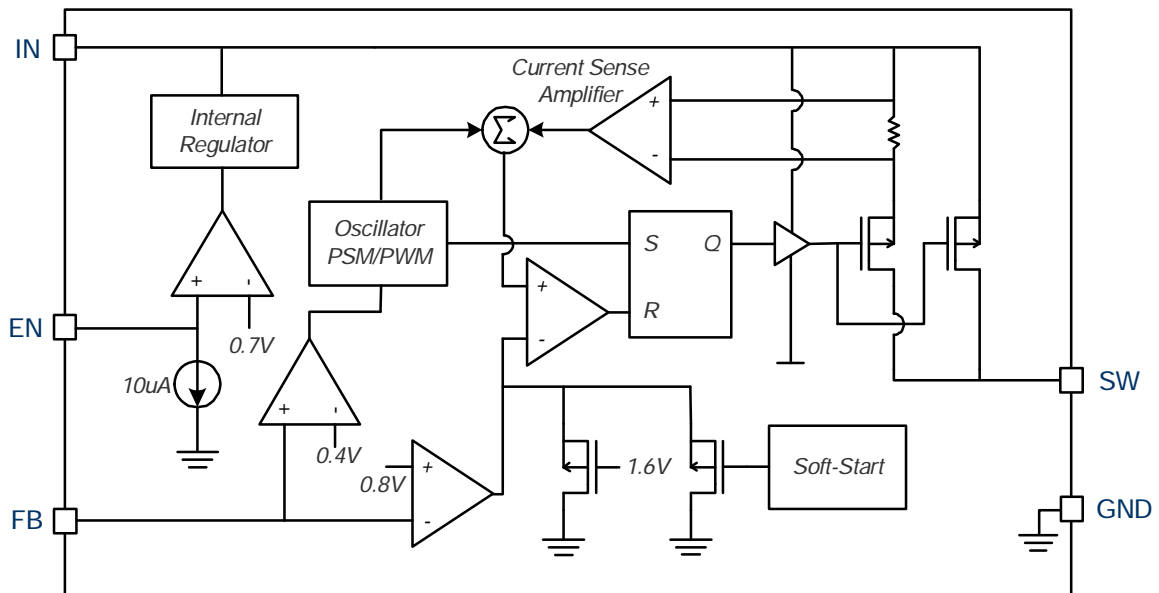 IN
Current Sense
Amplifier
+
-
Internal
Regulator
Σ
Oscillator
PSM/PWM
S
Q
R
+
-
+
-
EN
0.7V
10uA
SW
+
-
0.4V
0.8V
+
-
1.6V
Soft-Start
FB
GND